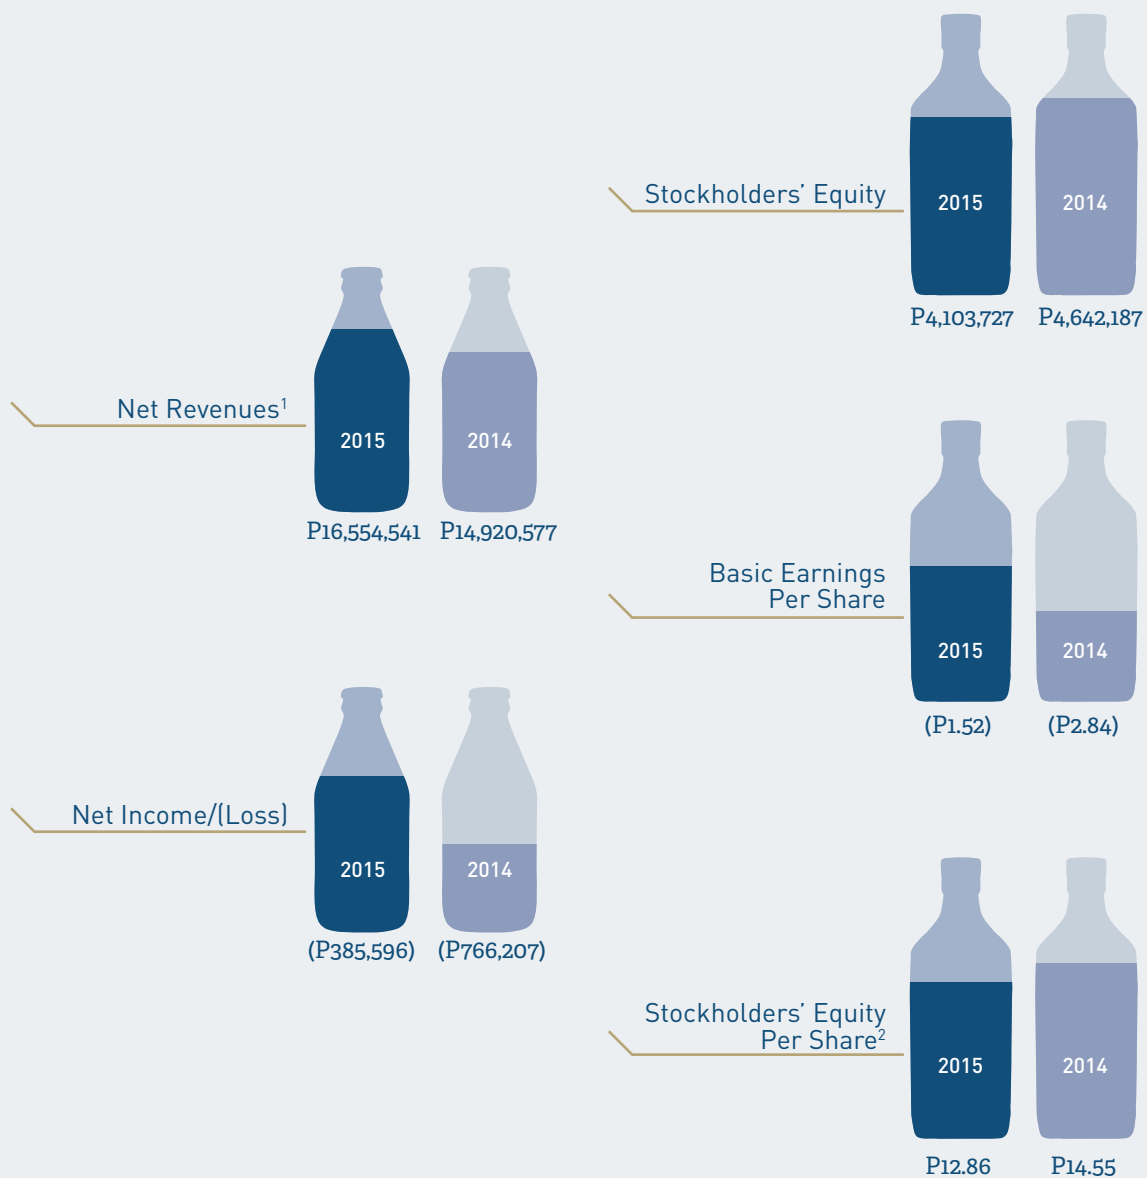 Net Revenues¹
2015
2014
P16,554,541
P14,920,577
Net Income/(Loss)
2015
2014
(P385,596)
(P766,207)
Stockholders’ Equity
2015
2014
P4,103,727
P4,642,187
Basic Earnings
Per Share
2015
2014
(P1.52)
(P2.84)
Stockholders’ Equity
Per Share²
2015
2014
P12.86
P14.55